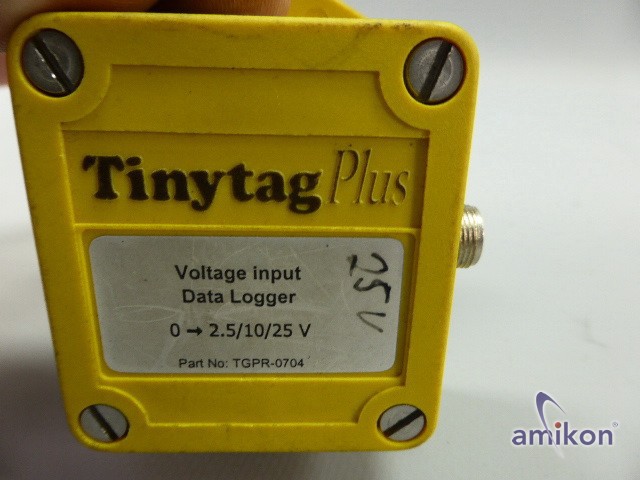 Tinytag Plus
Voltage input
Data Logger
0 → 2.5/10/25 V
Part No: TGPR-0704
25V
amikon®